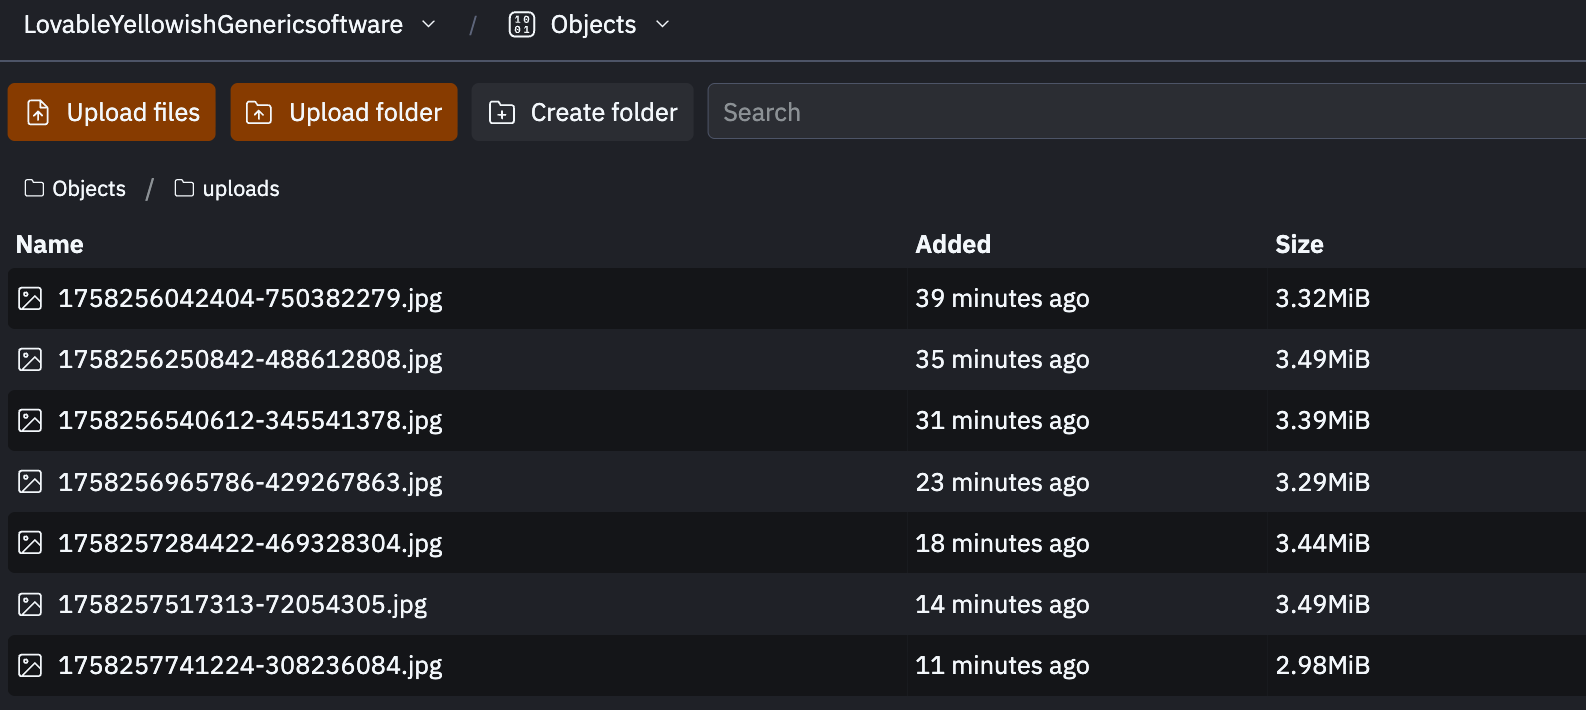 LovableYellowishGenericsoftware / 1001 Objects
Upload files Upload folder Create folder Search
Objects / uploads
Name Added Size
1758256042404-750382279.jpg 39 minutes ago 3.32MiB
1758256250842-488612808.jpg 35 minutes ago 3.49MiB
1758256540612-345541378.jpg 31 minutes ago 3.39MiB
1758256965786-429267863.jpg 23 minutes ago 3.29MiB
1758257284422-469328304.jpg 18 minutes ago 3.44MiB
1758257517313-72054305.jpg 14 minutes ago 3.49MiB
1758257741224-308236084.jpg 11 minutes ago 2.98MiB